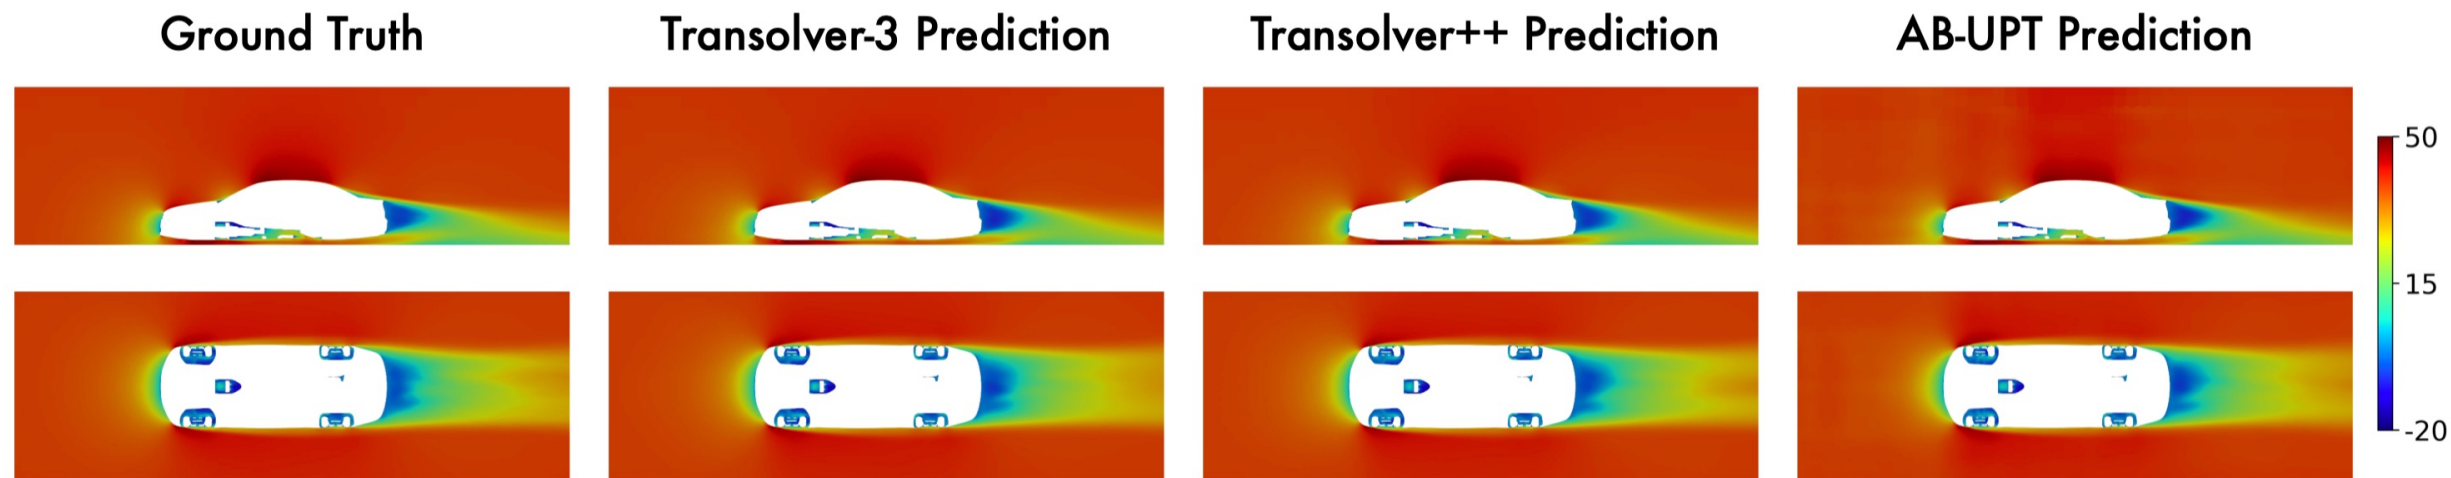 Ground Truth
Transolver-3 Prediction
Transolver++ Prediction
AB-UPT Prediction
50
15
-20